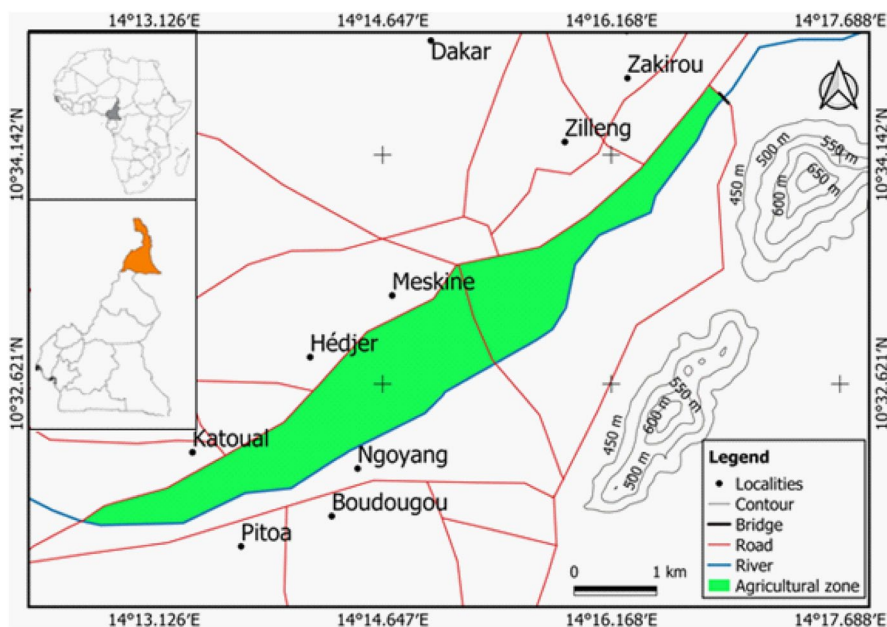 14°13.126′E 14°14.647′E 14°16.168′E 14°17.688′E
Dakar
Zakirou
Zilleng
10°34.142′N
10°34.142′N
450 m
500 m
550 m
600 m
650 m
Meskine
Hédjer
10°32.621′N
10°32.621′N
Katoual
Ngoyang
Boudougou
Pitoa
450 m
500 m
550 m
600 m
Legend
Localities
Contour
Bridge
Road
River
Agricultural zone
0 1 km
14°13.126′E 14°14.647′E 14°16.168′E 14°17.688′E